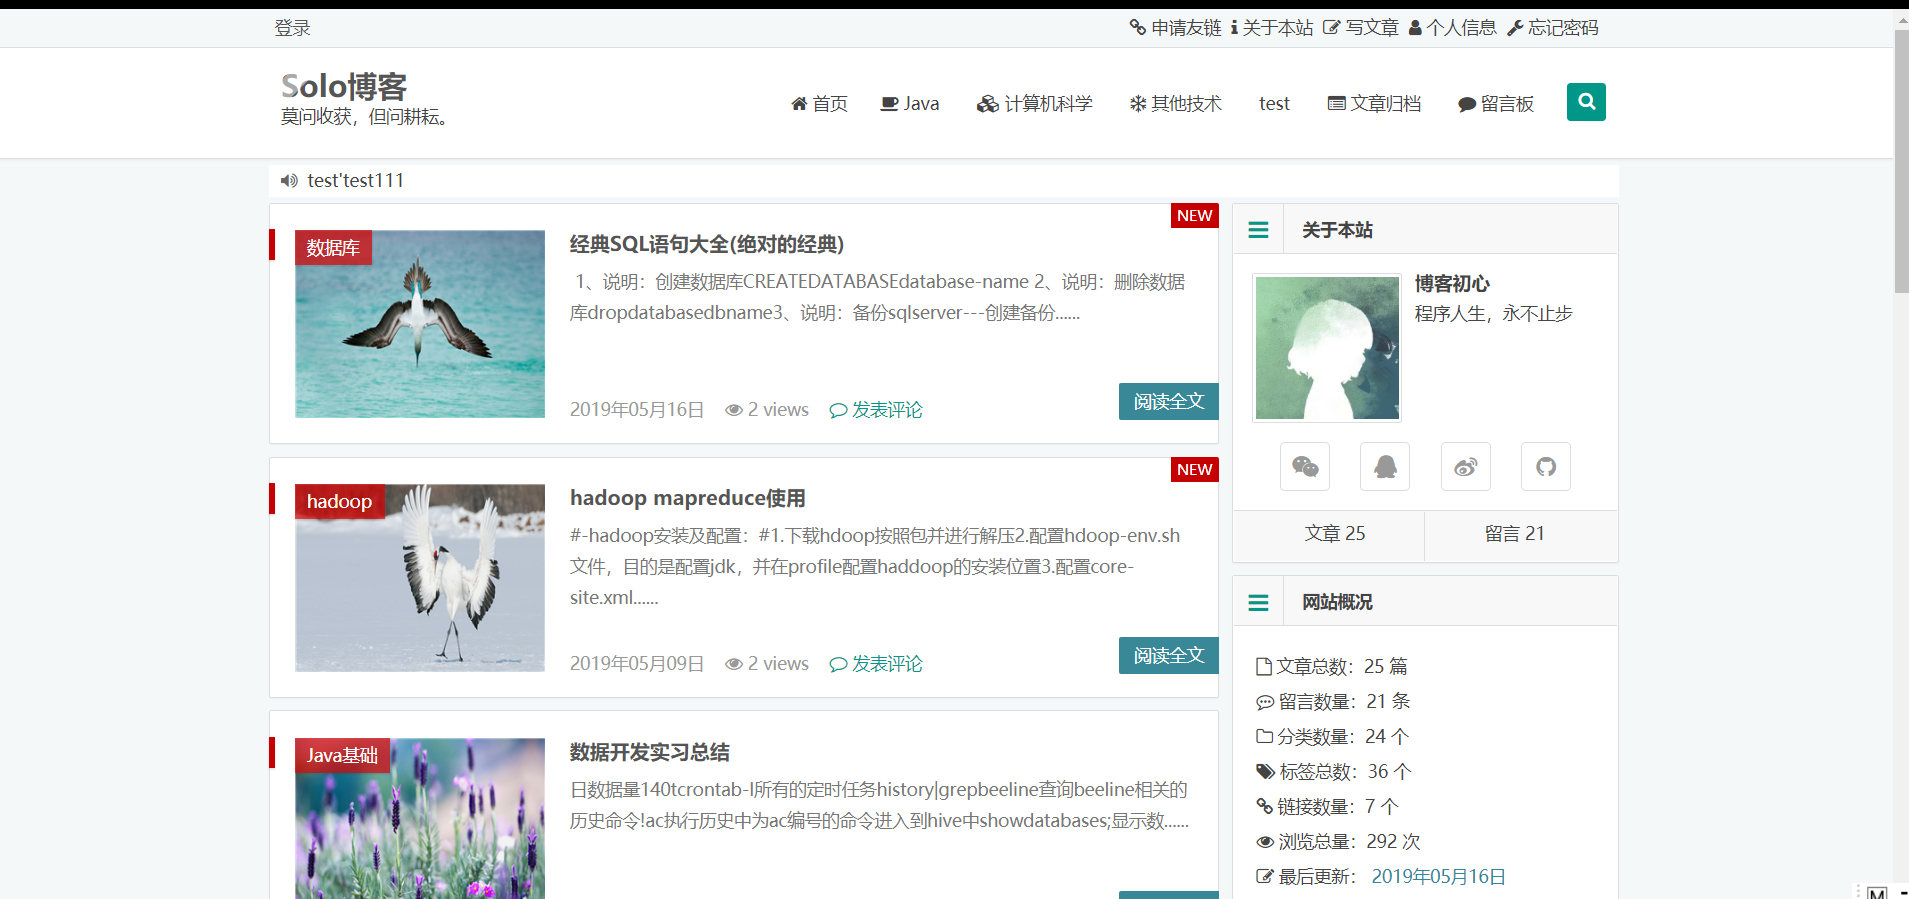 登录
申请友链 关于本站 写文章 个人信息 忘记密码
Solo博客
莫问收获，但问耕耘。
首页 Java 计算机科学 其他技术 test 文章归档 留言板
test'test111
NEW
数据库
经典SQL语句大全(绝对的经典)
1、说明：创建数据库CREATEDATABASEdatabase-name 2、说明：删除数据
库dropdatabasedbname3、说明：备份sqlserver---创建备份......
2019年05月16日 2 views 发表评论
阅读全文
NEW
hadoop
hadoop mapreduce使用
#-hadoop安装及配置：#1.下载hdoop按照包并进行解压2.配置hdoop-env.sh
文件，目的是配置jdk，并在profile配置haddoop的安装位置3.配置core-
site.xml......
2019年05月09日 2 views 发表评论
阅读全文
Java基础
数据开发实习总结
日数据量140tcrontab-l所有的定时任务history|grepbeeline查询beeline相关的
历史命令!ac执行历史中为ac编号的命令进入到hive中showdatabases;显示数......
关于本站
博客初心
程序人生，永不止步
文章 25 留言 21
网站概况
文章总数：25 篇
留言数量：21 条
分类数量：24 个
标签总数：36 个
链接数量：7 个
浏览总量：292 次
最后更新： 2019年05月16日
M